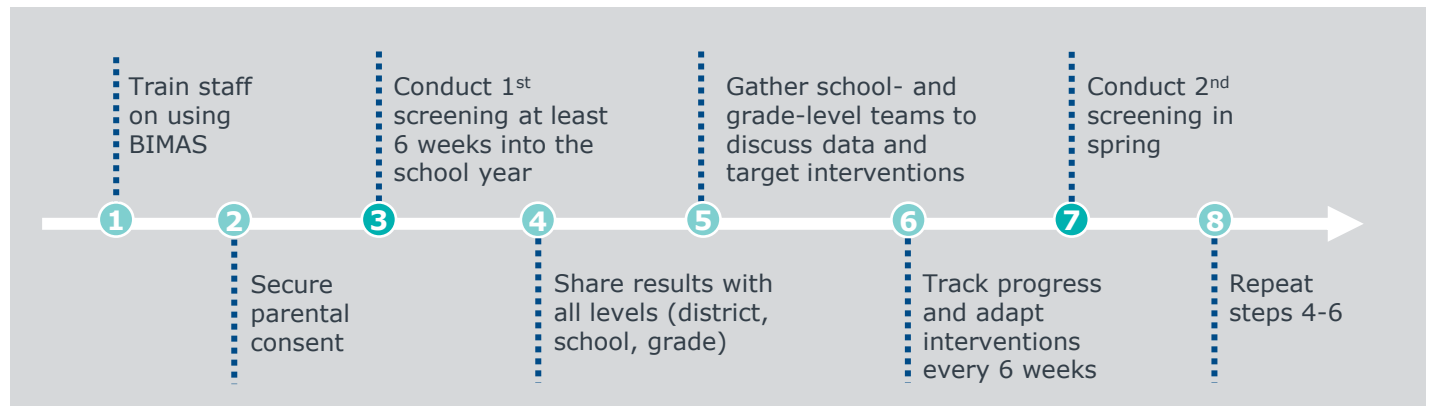 1
Train staff
on using
BIMAS
2
Secure
parental
consent
3
Conduct 1st
screening at least
6 weeks into the
school year
4
Share results with
all levels (district,
school, grade)
5
Gather school- and
grade-level teams to
discuss data and
target interventions
6
Track progress
and adapt
interventions
every 6 weeks
7
Conduct 2nd
screening in
spring
8
Repeat
steps 4-6